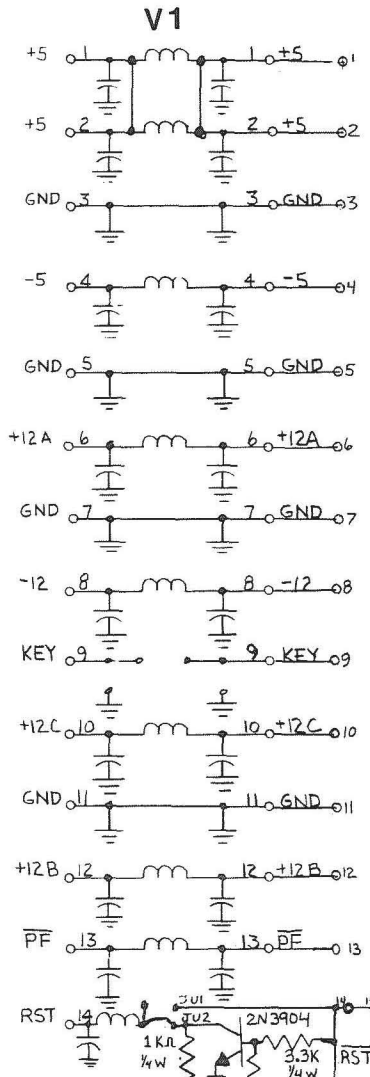 V1
+5 1 1 +5 1
+5 2 2 +5 2
GND 3 3 GND 3
-5 4 4 -5 4
GND 5 5 GND 5
+12A 6 6 +12A 6
GND 7 7 GND 7
-12 8 8 -12 8
KEY 9 9 KEY 9
+12C 10 10 +12C 10
GND 11 11 GND 11
+12B 12 12 +12B 12
PF 13 13 PF 13
JU1 14
RST 14 JU2 2N3904
1KΩ 3.3K RST
1/4W 1/4W